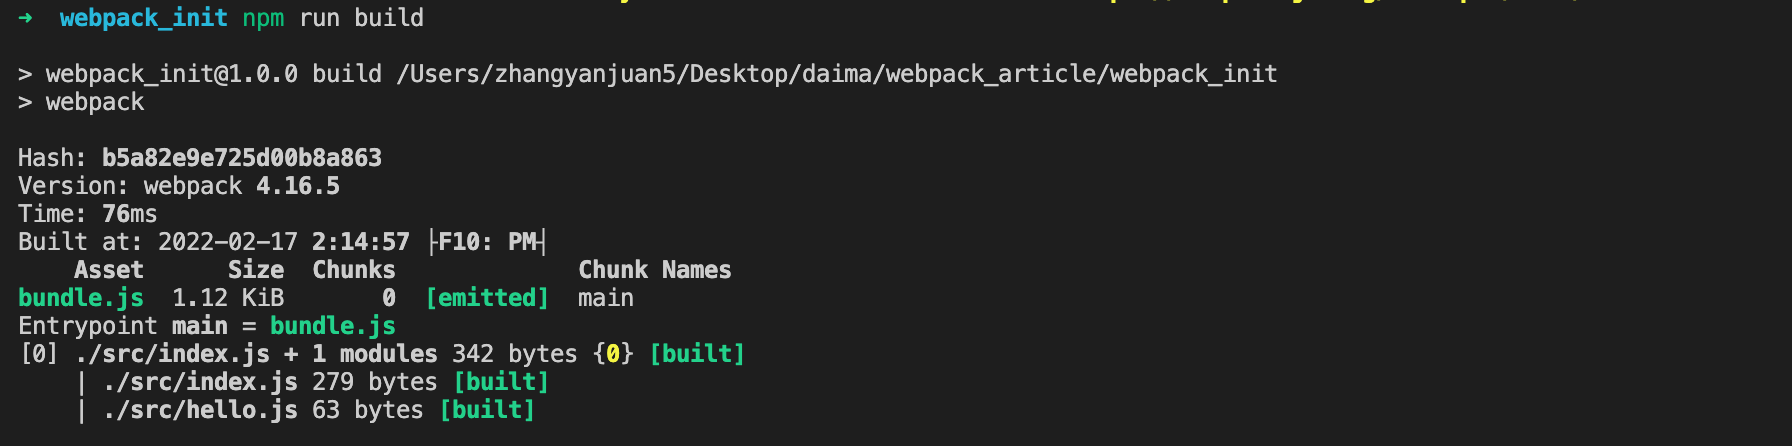 →  webpack_init npm run build
> webpack_init@1.0.0 build /Users/zhangyanjuan5/Desktop/daima/webpack_article/webpack_init
> webpack
Hash: b5a82e9e725d00b8a863
Version: webpack 4.16.5
Time: 76ms
Built at: 2022-02-17 2:14:57 ├F10: PM┤
    Asset      Size  Chunks             Chunk Names
bundle.js  1.12 KiB       0  [emitted]  main
Entrypoint main = bundle.js
[0] ./src/index.js + 1 modules 342 bytes {0} [built]
    | ./src/index.js 279 bytes [built]
    | ./src/hello.js 63 bytes [built]